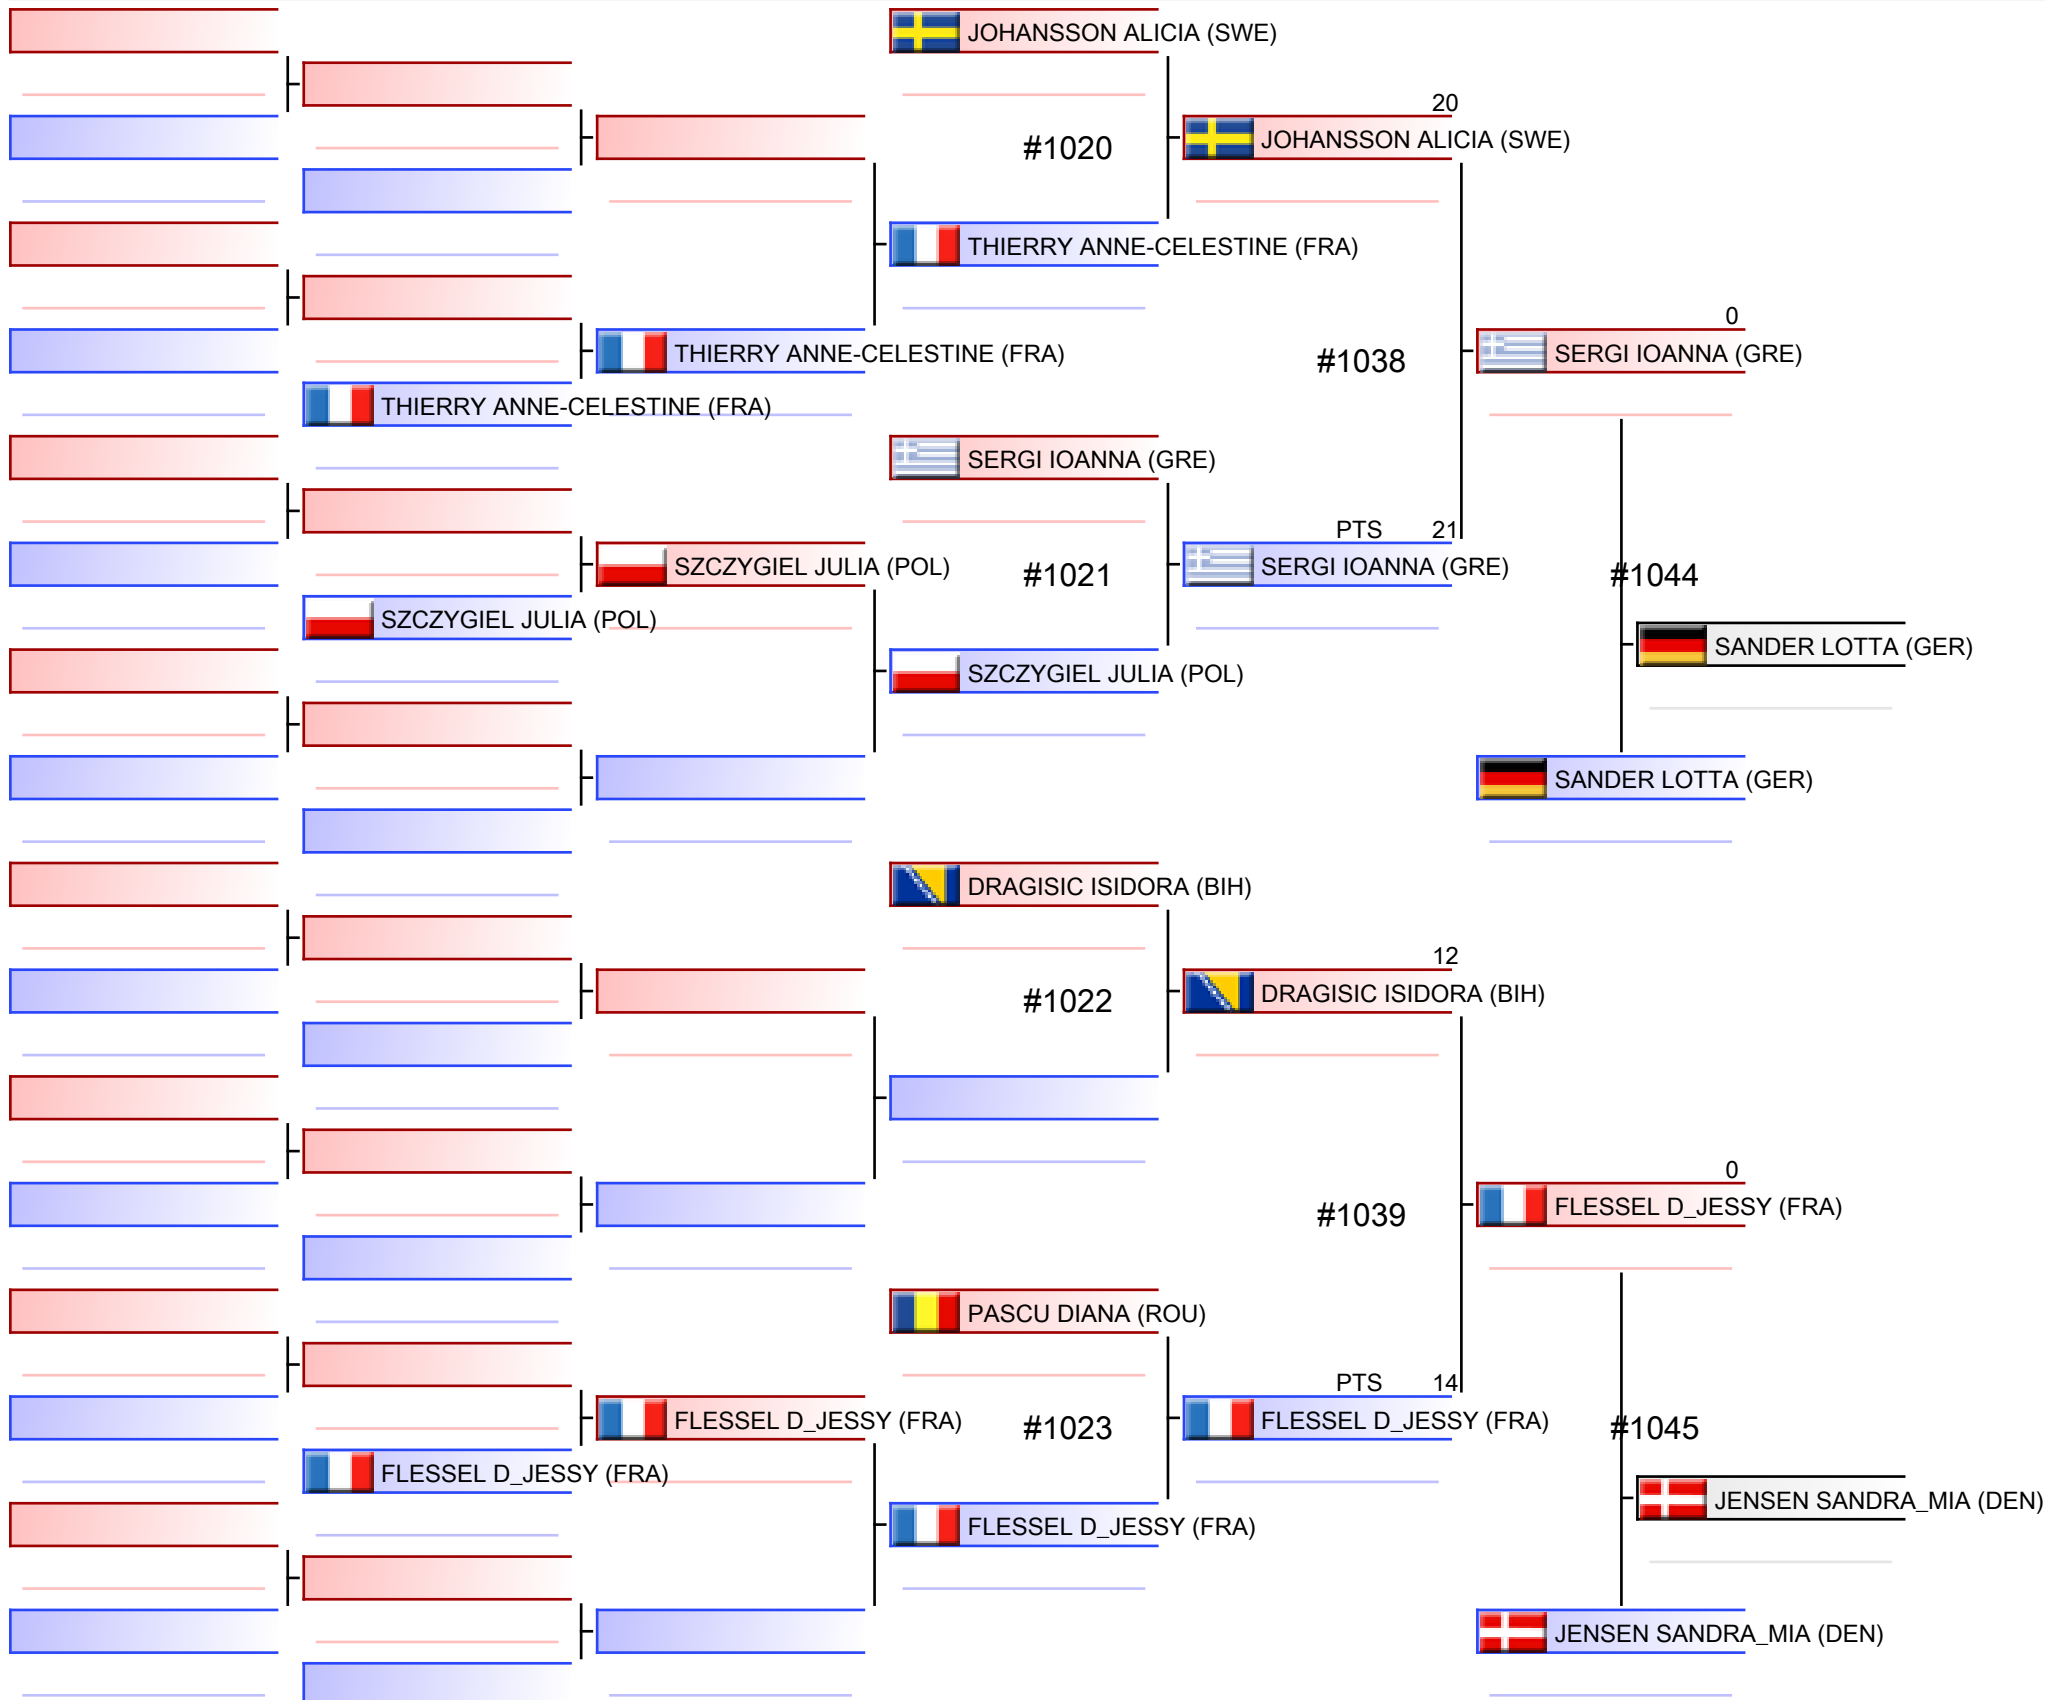 JOHANSSON ALICIA (SWE)
20
#1020
JOHANSSON ALICIA (SWE)
THIERRY ANNE-CELESTINE (FRA)
0
THIERRY ANNE-CELESTINE (FRA)
#1038
SERGI IOANNA (GRE)
THIERRY ANNE-CELESTINE (FRA)
SERGI IOANNA (GRE)
PTS 21
SZCZYGIEL JULIA (POL)
#1021
SERGI IOANNA (GRE)
#1044
SZCZYGIEL JULIA (POL)
SANDER LOTTA (GER)
SZCZYGIEL JULIA (POL)
SANDER LOTTA (GER)
DRAGISIC ISIDORA (BIH)
12
#1022
DRAGISIC ISIDORA (BIH)
0
#1039
FLESSEL D_JESSY (FRA)
PASCU DIANA (ROU)
PTS 14
FLESSEL D_JESSY (FRA)
#1023
FLESSEL D_JESSY (FRA)
#1045
FLESSEL D_JESSY (FRA)
JENSEN SANDRA_MIA (DEN)
FLESSEL D_JESSY (FRA)
JENSEN SANDRA_MIA (DEN)